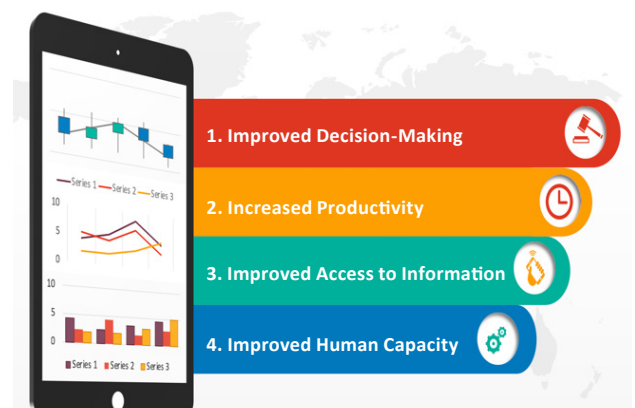 1. Improved Decision-Making
2. Increased Productivity
3. Improved Access to Information
4. Improved Human Capacity
Series 1 Series 2 Series 3
10
5
0
10
5
0
Series 1 Series 2 Series 3